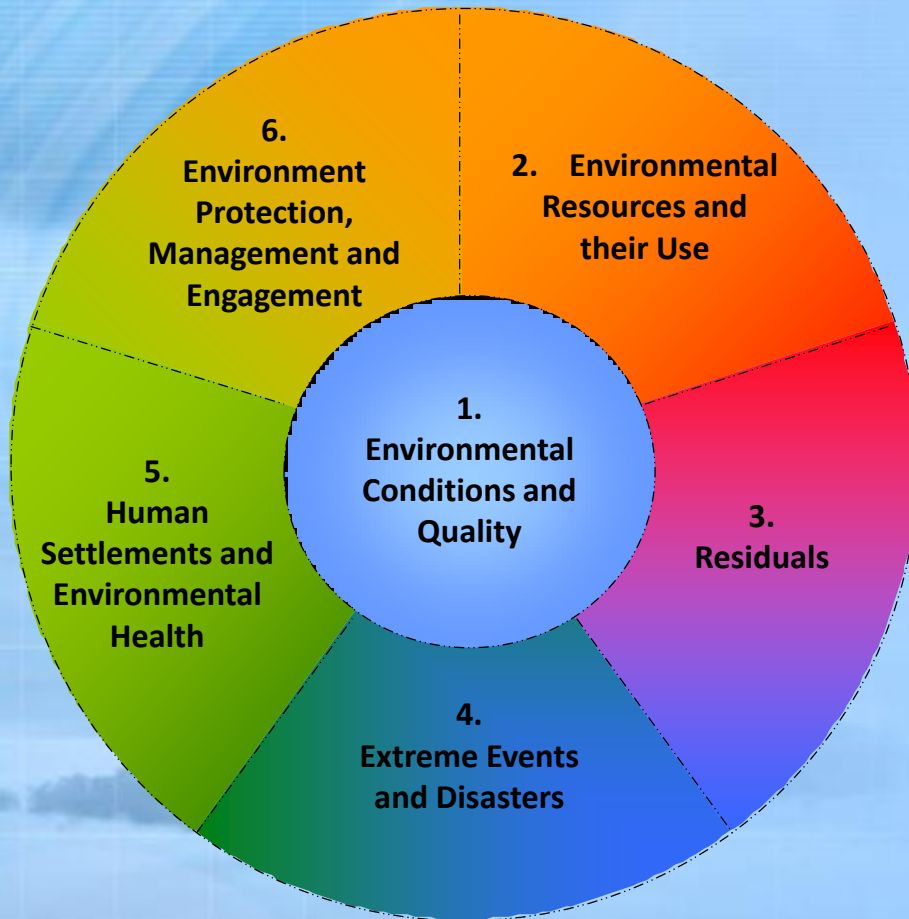 1.
Environmental
Conditions and
Quality
2. Environmental
Resources and
their Use
3.
Residuals
4.
Extreme Events
and Disasters
5.
Human
Settlements and
Environmental
Health
6.
Environment
Protection,
Management and
Engagement